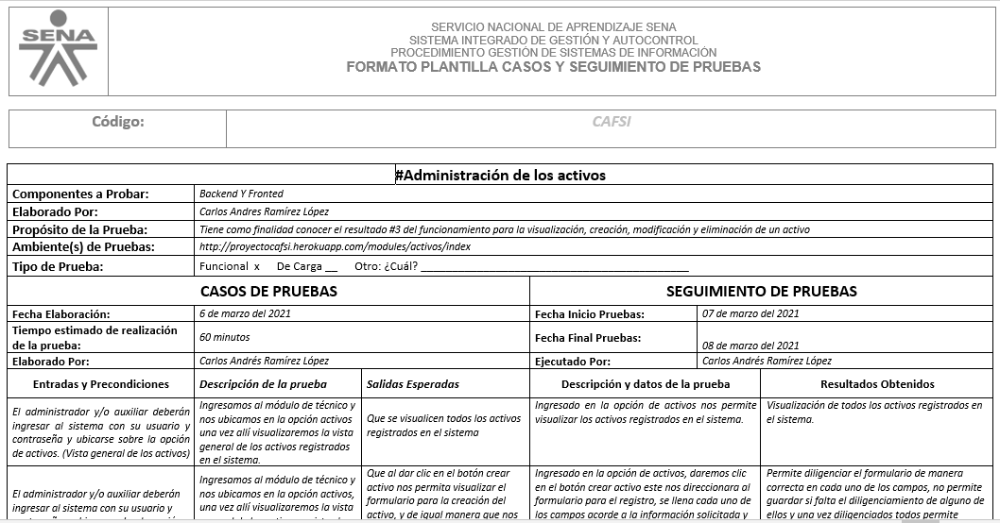 SENA
SERVICIO NACIONAL DE APRENDIZAJE SENA
SISTEMA INTEGRADO DE GESTIÓN Y AUTOCONTROL
PROCEDIMIENTO GESTIÓN DE SISTEMAS DE INFORMACIÓN
FORMATO PLANTILLA CASOS Y SEGUIMIENTO DE PRUEBAS
Código: CAFSI
#Administración de los activos
Componentes a Probar: Backend Y Fronted
Elaborado Por: Carlos Andres Ramírez López
Propósito de la Prueba: Tiene como finalidad conocer el resultado #3 del funcionamiento para la visualización, creación, modificación y eliminación de un activo
Ambiente(s) de Pruebas: http://proyectocafsi.herokuapp.com/modules/activos/index
Tipo de Prueba: Funcional x De Carga __ Otro: ¿Cuál? ___________________________________________
CASOS DE PRUEBAS
SEGUIMIENTO DE PRUEBAS
Fecha Elaboración: 6 de marzo del 2021
Fecha Inicio Pruebas: 07 de marzo del 2021
Tiempo estimado de realización
de la prueba:
60 minutos
Fecha Final Pruebas: 08 de marzo del 2021
Elaborado Por: Carlos Andrés Ramírez López
Ejecutado Por: Carlos Andrés Ramírez López
Entradas y Precondiciones
Descripción de la prueba
Salidas Esperadas
Descripción y datos de la prueba
Resultados Obtenidos
El administrador y/o auxiliar deberán
ingresar al sistema con su usuario y
contraseña y ubicarse sobre la opción
de activos. (Vista general de los activos)
Ingresamos al módulo de técnico y
nos ubicamos en la opción activos
una vez allí visualizaremos la vista
general de los activos registrados
en el sistema.
Que se visualicen todos los activos
registrados en el sistema
Ingresado en la opción de activos nos permite
visualizar los activos registrados en el sistema.
Visualización de todos los activos registrados en
el sistema.
El administrador y/o auxiliar deberán
ingresar al sistema con su usuario y
Ingresamos al módulo de técnico y
nos ubicamos en la opción activos,
una vez allí visualizaremos la vista
Que al dar clic en el botón crear
activo nos permita visualizar el
formulario para la creación del
activo, y de igual manera que nos
Ingresado en la opción de activos, daremos clic
en el botón crear activo este nos direccionara al
formulario para el registro, se llena cada uno de
los campos acorde a la información solicitada y
Permite diligenciar el formulario de manera
correcta en cada uno de los campos, no permite
guardar si falta el diligenciamiento de alguno de
ellos y una vez diligenciados todos permite